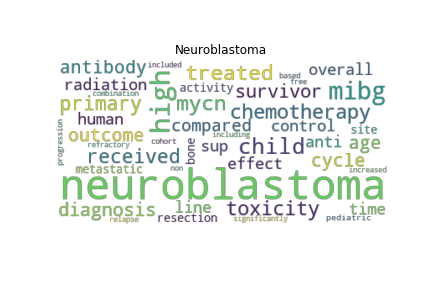 Neuroblastoma
antibody
included
treated
based
overall
free
radiation
combination
high
activity
survivor
mibg
primary
mycn
chemotherapy
human
compared
control
site
outcome
including
anti
age
progression
refractory
cohort
received
bone
sup
child
metastatic
non
effect
cycle
increased
neuroblastoma
diagnosis
line
toxicity
time
relapse
resection
significantly
pediatric